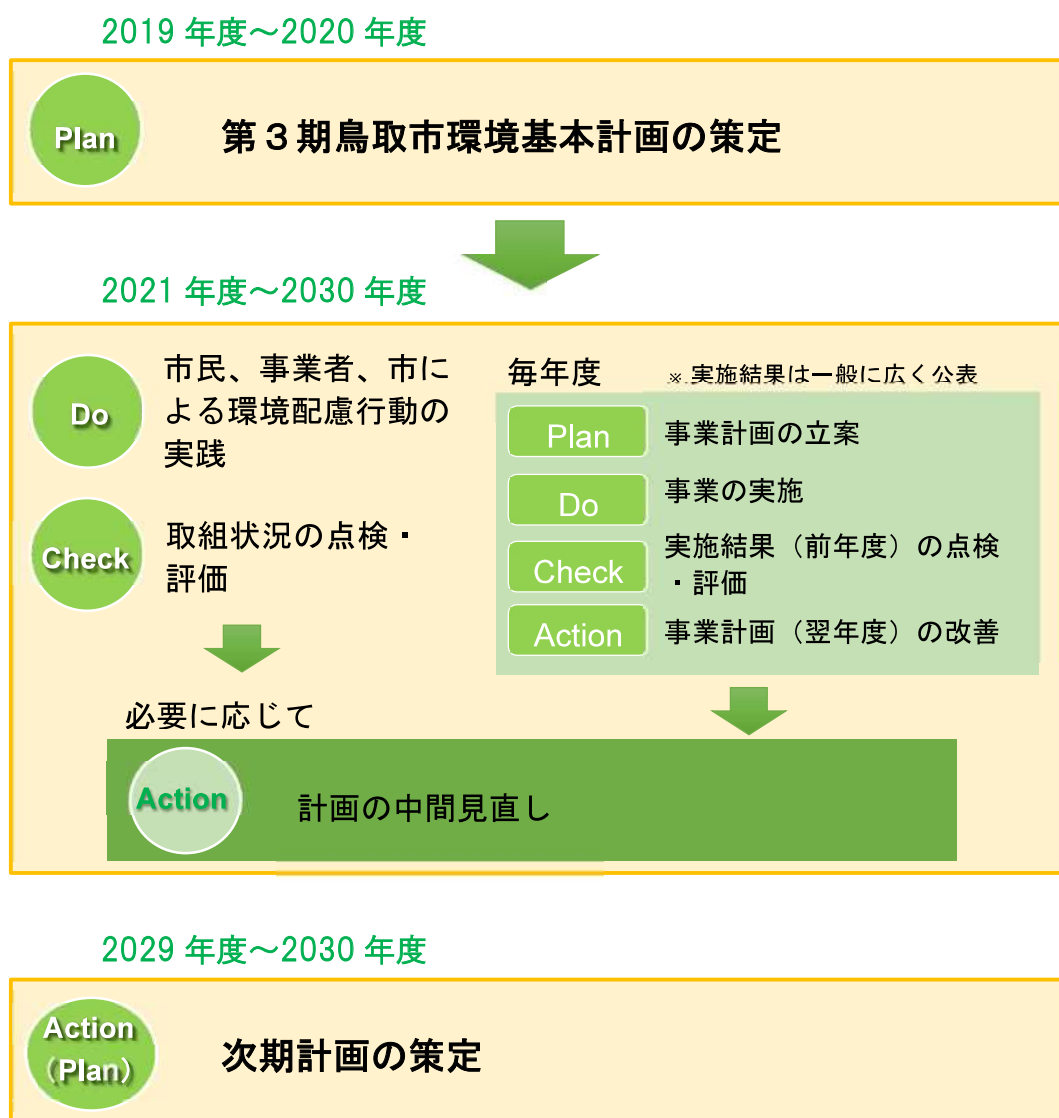 2019 年度～2020 年度
Plan
第３期鳥取市環境基本計画の策定
2021 年度～2030 年度
Do
市民、事業者、市に
よる環境配慮行動の
実践
Check
取組状況の点検・
評価
毎年度
※ 実施結果は一般に広く公表
Plan
事業計画の立案
Do
事業の実施
Check
実施結果（前年度）の点検
・評価
Action
事業計画（翌年度）の改善
必要に応じて
Action
計画の中間見直し
2029 年度～2030 年度
Action
（Plan）
次期計画の策定